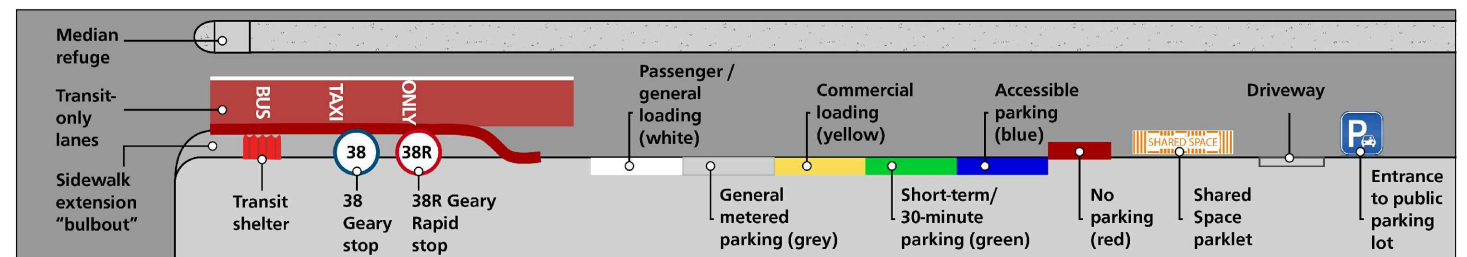 Median
refuge
Transit-
only
lanes
Sidewalk
extension
“bulbout”
BUS
TAXI
ONLY
Transit
shelter
38
38
Geary
stop
38R
38R Geary
Rapid
stop
Passenger /
general
loading
(white)
General
metered
parking (grey)
Commercial
loading
(yellow)
Short-term/
30-minute
parking (green)
Accessible
parking
(blue)
No
parking
(red)
SHARED SPACE
Shared
Space
parklet
Driveway
P
Entrance
to public
parking
lot